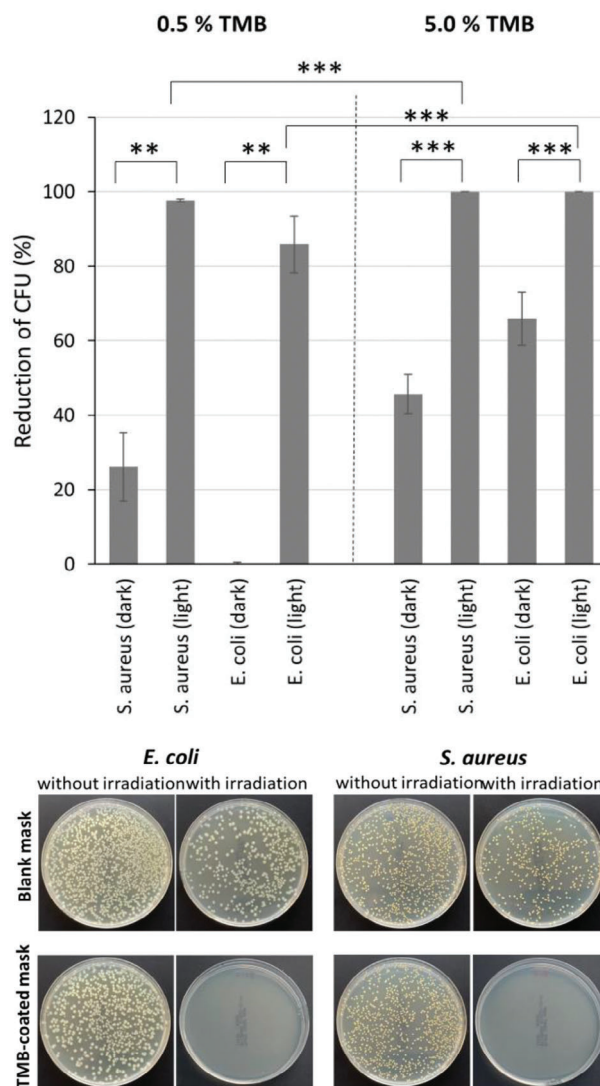 0.5 % TMB 5.0 % TMB
***
***
** ** *** ***
Reduction of CFU (%)
120
100
80
60
40
20
0
S. aureus (dark)
S. aureus (light)
E. coli (dark)
E. coli (light)
S. aureus (dark)
S. aureus (light)
E. coli (dark)
E. coli (light)
E. coli S. aureus
without irradiation with irradiation without irradiation with irradiation
Blank mask
TMB-coated mask